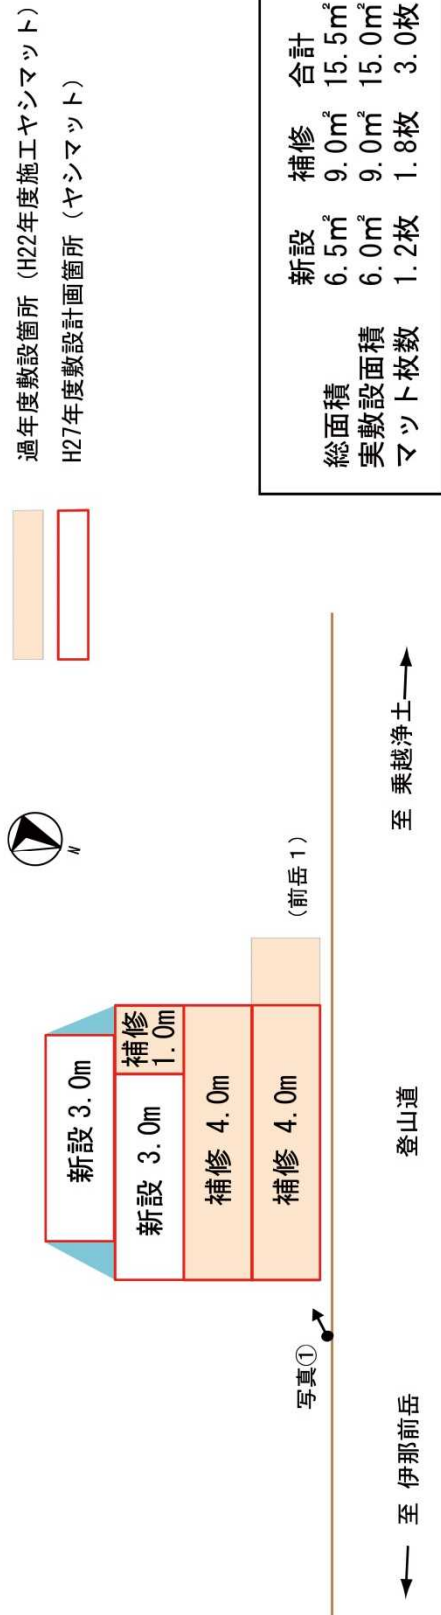 過年度敷設箇所（H22年度施工ヤシマット）
H27年度敷設計画箇所（ヤシマット）
N
新設 3.0m
新設 3.0m
補修
1.0m
補修 4.0m
補修 4.0m
（前岳１）
写真①
← 至 伊那前岳
登山道
至 乗越浄土→
新設 補修 合計
総面積 6.5㎡ 9.0㎡ 15.5㎡
実敷設面積 6.0㎡ 9.0㎡ 15.0㎡
マット枚数 1.2枚 1.8枚 3.0枚